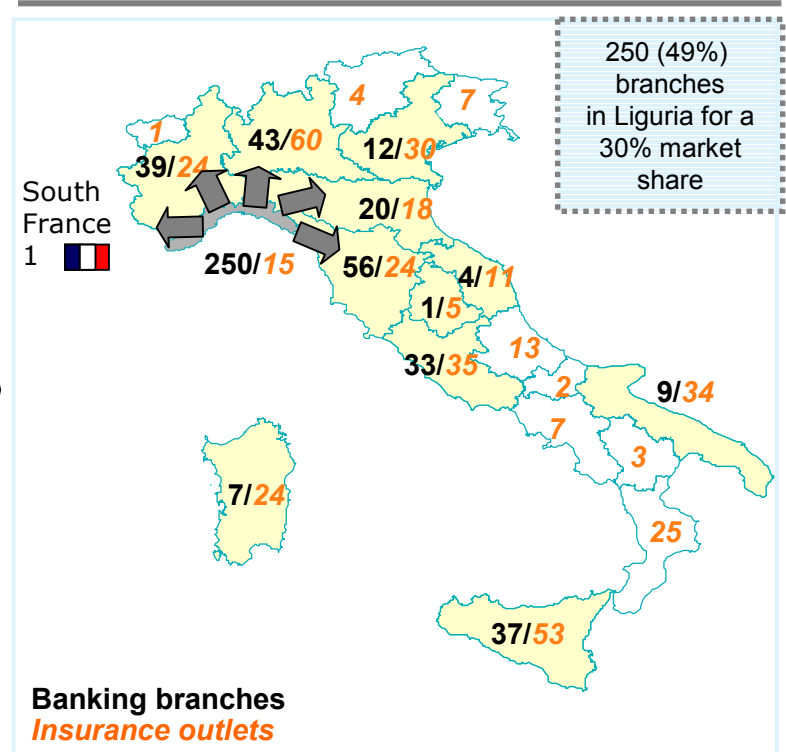 250 (49%)
branches
in Liguria for a
30% market
share
4
7
1
43/60
12/30
39/24
South
France
1
20/18
250/15
56/24
4/11
1/5
13
33/35
2
9/34
7
3
7/24
25
37/53
Banking branches
Insurance outlets